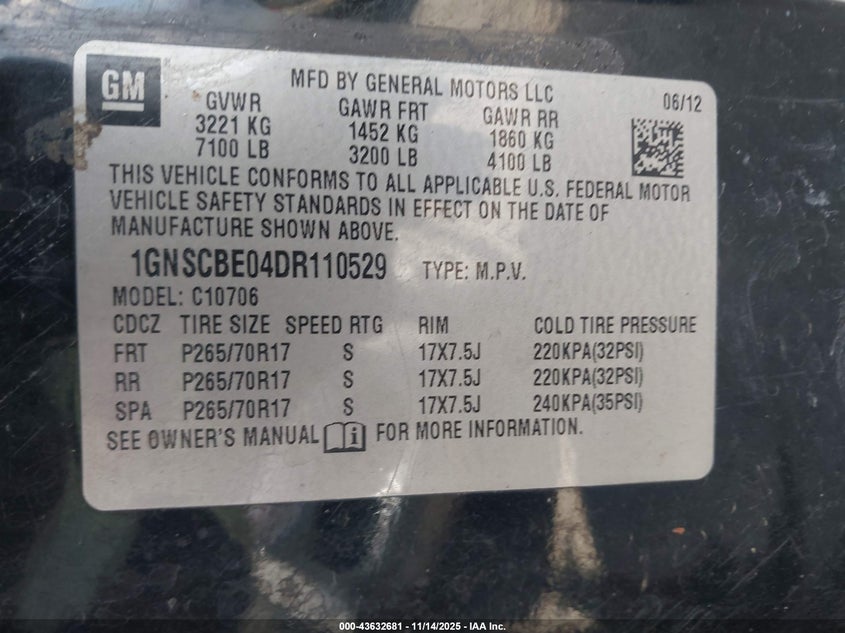 GM
MFD BY GENERAL MOTORS LLC
06/12
GVWR GAWR FRT GAWR RR
3221 KG 1452 KG 1860 KG
7100 LB 3200 LB 4100 LB
THIS VEHICLE CONFORMS TO ALL APPLICABLE U.S. FEDERAL MOTOR
VEHICLE SAFETY STANDARDS IN EFFECT ON THE DATE OF
MANUFACTURE SHOWN ABOVE.
1GNSCBE04DR110529 TYPE: M.P.V.
MODEL: C10706
CDCZ TIRE SIZE SPEED RTG RIM COLD TIRE PRESSURE
FRT P265/70R17 S 17X7.5J 220KPA(32PSI)
RR P265/70R17 S 17X7.5J 220KPA(32PSI)
SPA P265/70R17 S 17X7.5J 240KPA(35PSI)
SEE OWNER'S MANUAL i FOR MORE INFORMATION.
000-43632681 - 11/14/2025 - IAA Inc.